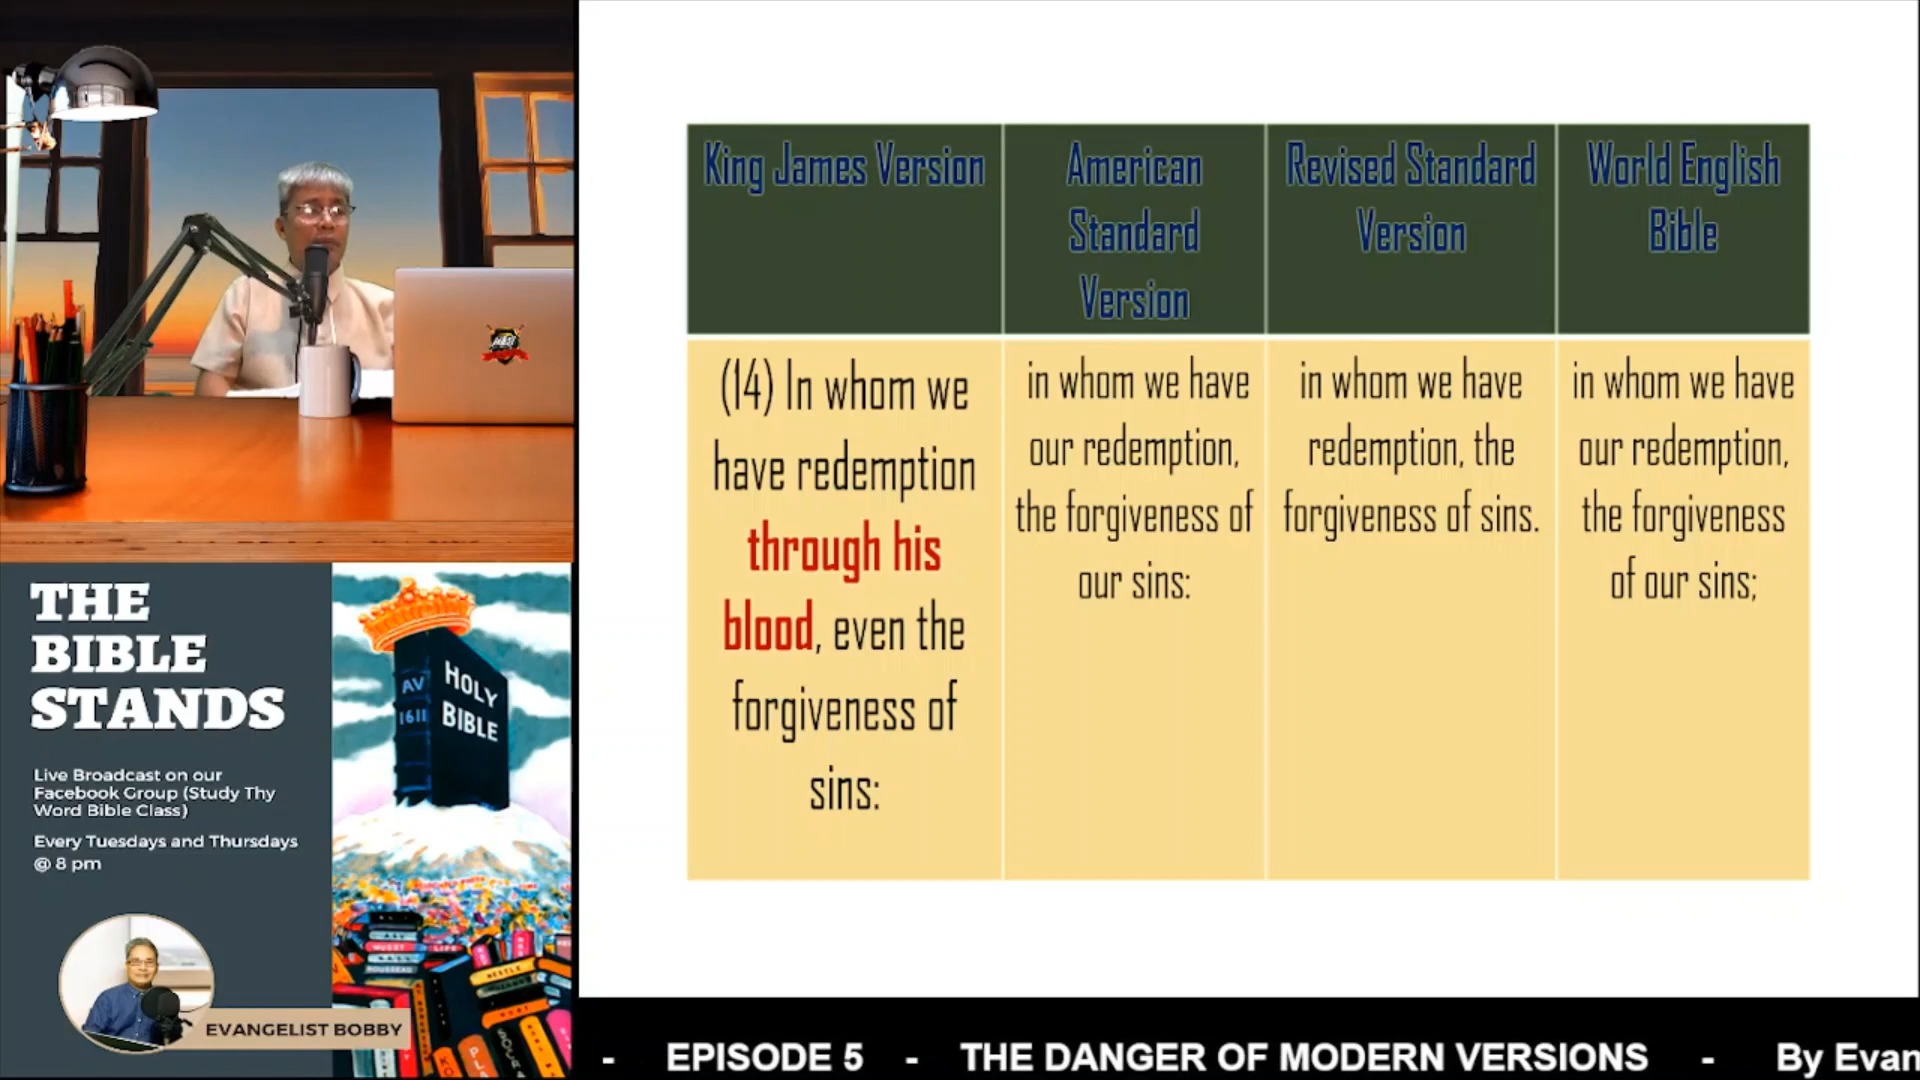 King James Version
American
Standard
Version
Revised Standard
Version
World English
Bible
(14) In whom we
have redemption
through his
blood, even the
forgiveness of
sins:
in whom we have
our redemption,
the forgiveness of
our sins:
in whom we have
redemption, the
forgiveness of sins.
in whom we have
our redemption,
the forgiveness
of our sins;
THE
BIBLE
STANDS
Live Broadcast on our
Facebook Group (Study Thy
Word Bible Class)
Every Tuesdays and Thursdays
@ 8 pm
EVANGELIST BOBBY
AV
1611
HOLY
BIBLE
- EPISODE 5 - THE DANGER OF MODERN VERSIONS - By Evan